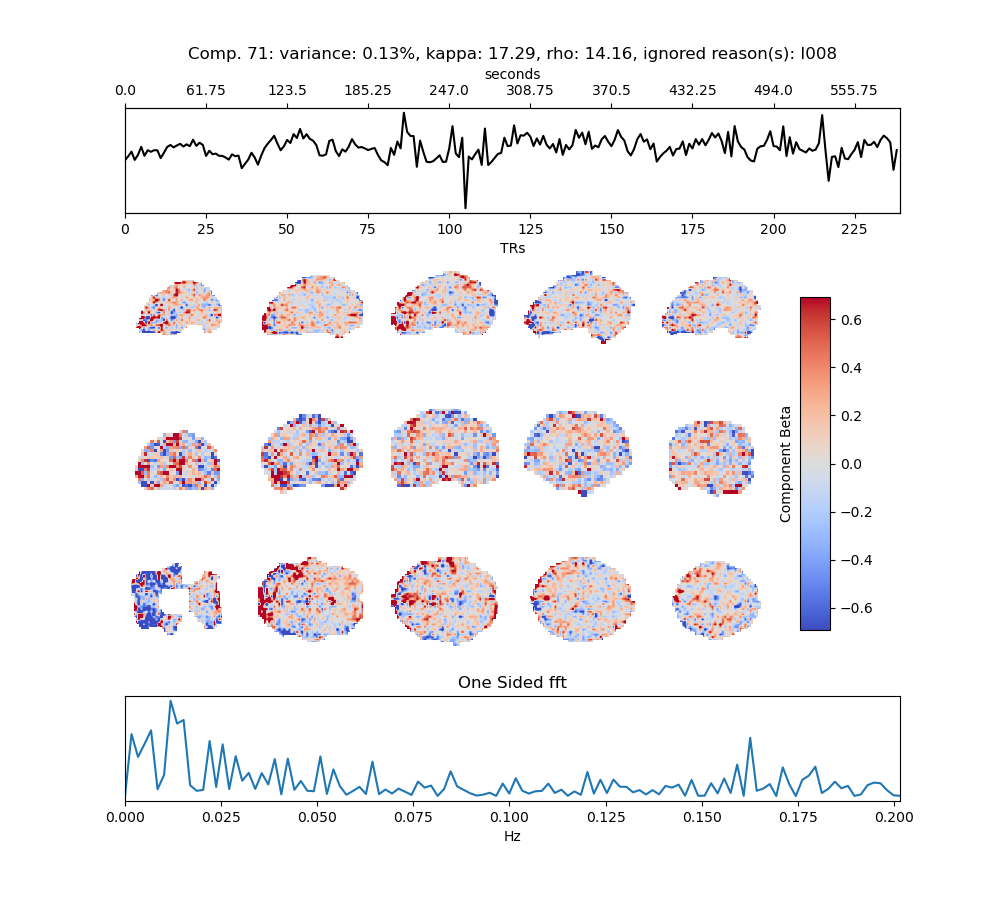 Comp. 71: variance: 0.13%, kappa: 17.29, rho: 14.16, ignored reason(s): I008
seconds
0.0 61.75 123.5 185.25 247.0 308.75 370.5 432.25 494.0 555.75
0 25 50 75 100 125 150 175 200 225
TRs
0.6
0.4
0.2
0.0
−0.2
−0.4
−0.6
Component Beta
One Sided fft
0.000 0.025 0.050 0.075 0.100 0.125 0.150 0.175 0.200
Hz